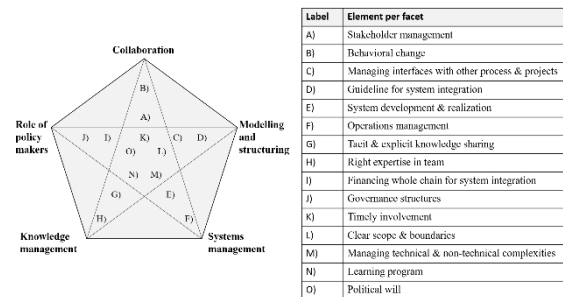 Collaboration
B)
A)
Role of
policy
makers
J) I) K) C) D)
Modelling
and
structuring
O) L)
N) M)
G) E)
H) F)
Knowledge
management
Systems
management
Label Element per facet
A) Stakeholder management
B) Behavioral change
C) Managing interfaces with other process & projects
D) Guideline for system integration
E) System development & realization
F) Operations management
G) Tacit & explicit knowledge sharing
H) Right expertise in team
I) Financing whole chain for system integration
J) Governance structures
K) Timely involvement
L) Clear scope & boundaries
M) Managing technical & non-technical complexities
N) Learning program
O) Political will